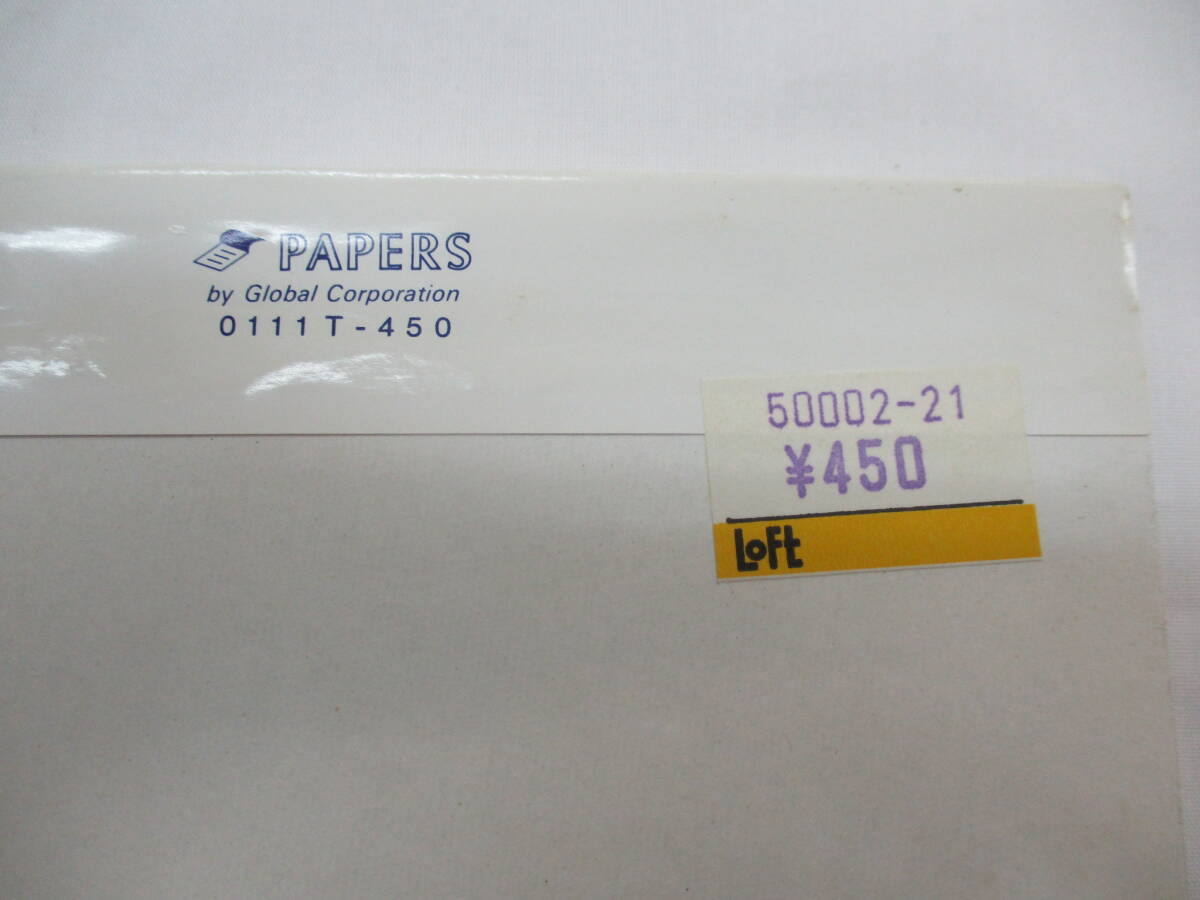 PAPERS
by Global Corporation
0111T-450
50002-21
¥450
LoFt